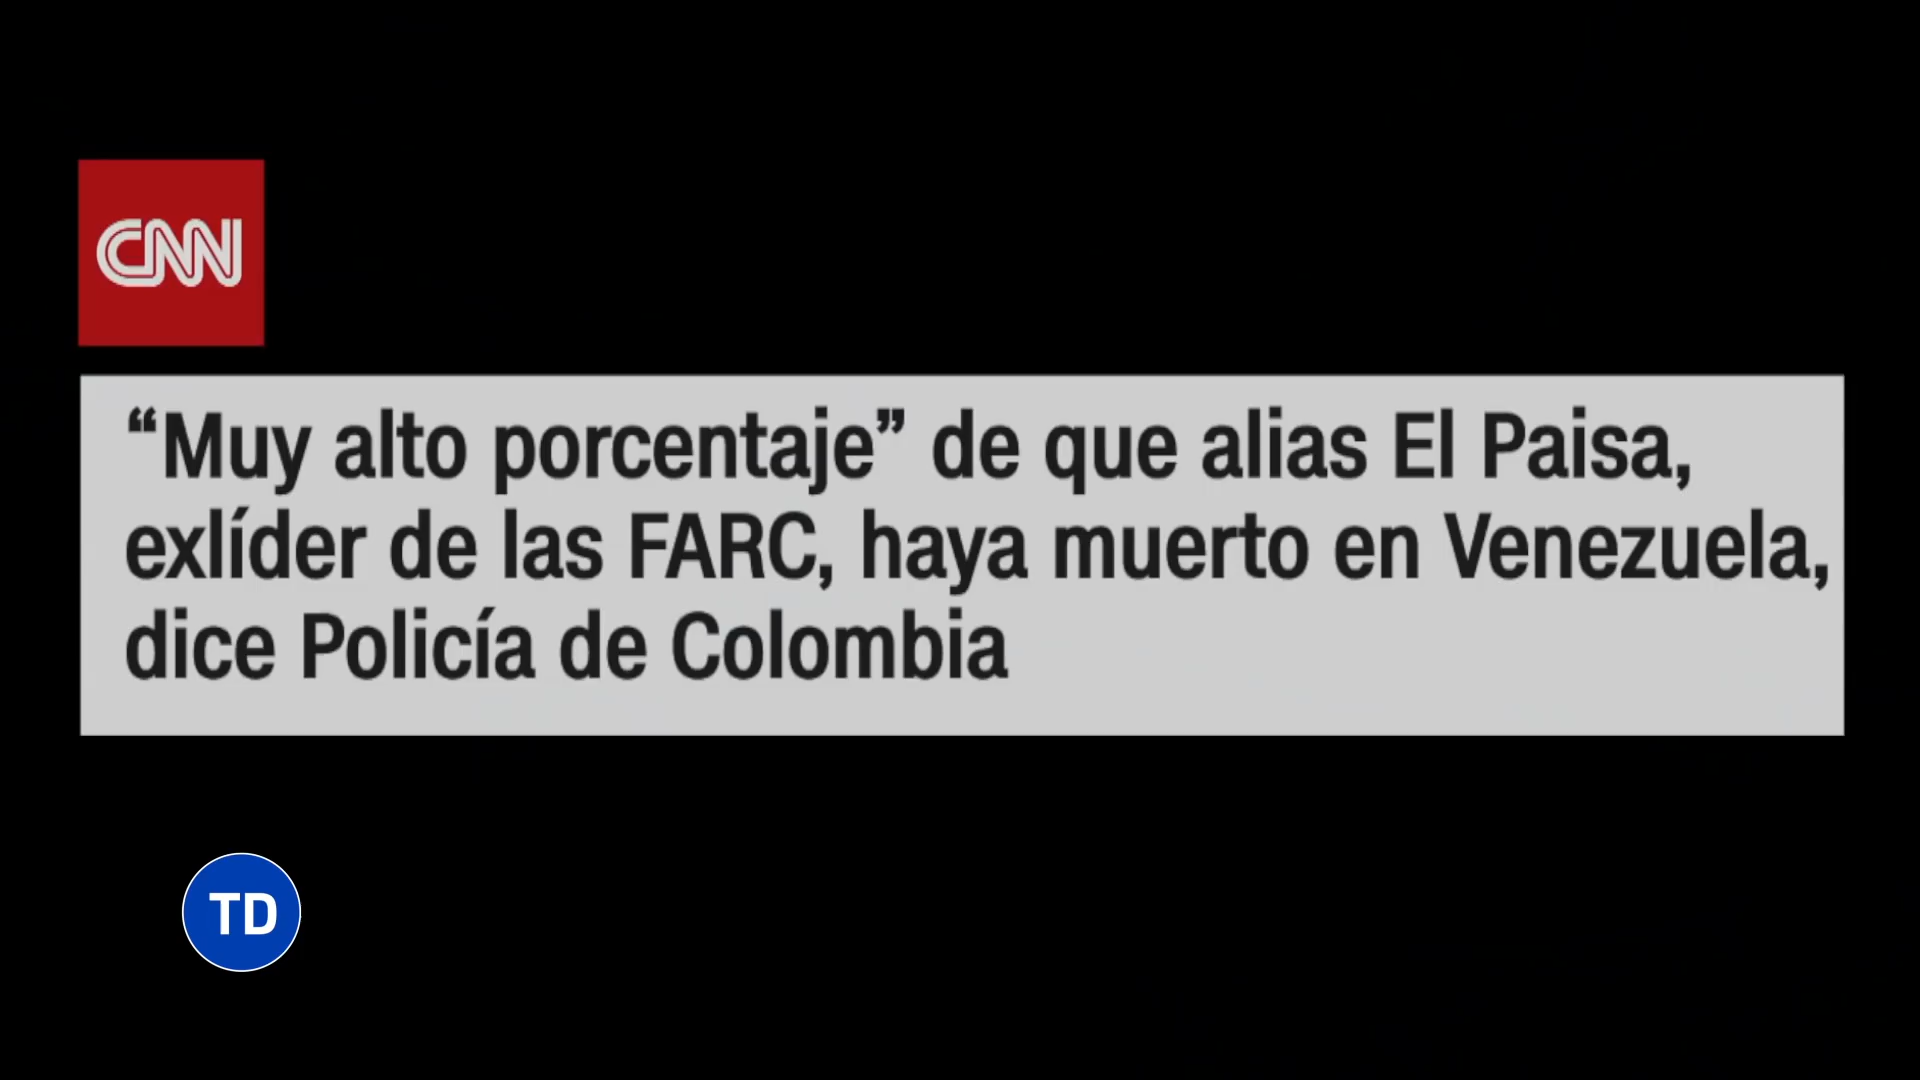 CNN
“Muy alto porcentaje” de que alias El Paisa,
exlíder de las FARC, haya muerto en Venezuela,
dice Policía de Colombia
TD